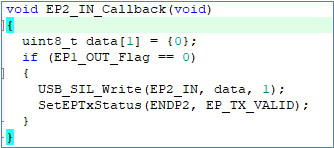 void EP2_IN_Callback(void)
{
uint8_t data[1] = {0};
if (EP1_OUT_Flag == 0)
{
USB_SIL_Write(EP2_IN, data, 1);
SetEPTxStatus(ENDP2, EP_TX_VALID);
}
}